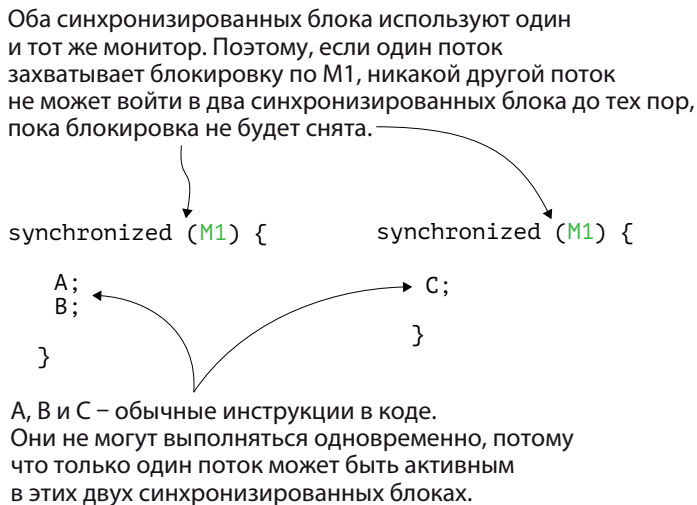 Оба синхронизированных блока используют один
и тот же монитор. Поэтому, если один поток
захватывает блокировку по M1, никакой другой поток
не может войти в два синхронизированных блока до тех пор,
пока блокировка не будет снята.
synchronized (M1) {
A;
B;
}
synchronized (M1) {
C;
}
A, B и C – обычные инструкции в коде.
Они не могут выполняться одновременно, потому
что только один поток может быть активным
в этих двух синхронизированных блоках.